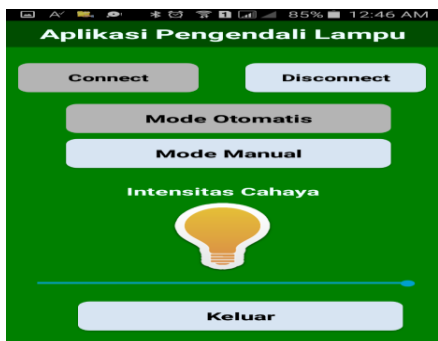 85% 12:46 AM
Aplikasi Pengendali Lampu
Connect Disconnect
Mode Otomatis
Mode Manual
Intensitas Cahaya
Keluar